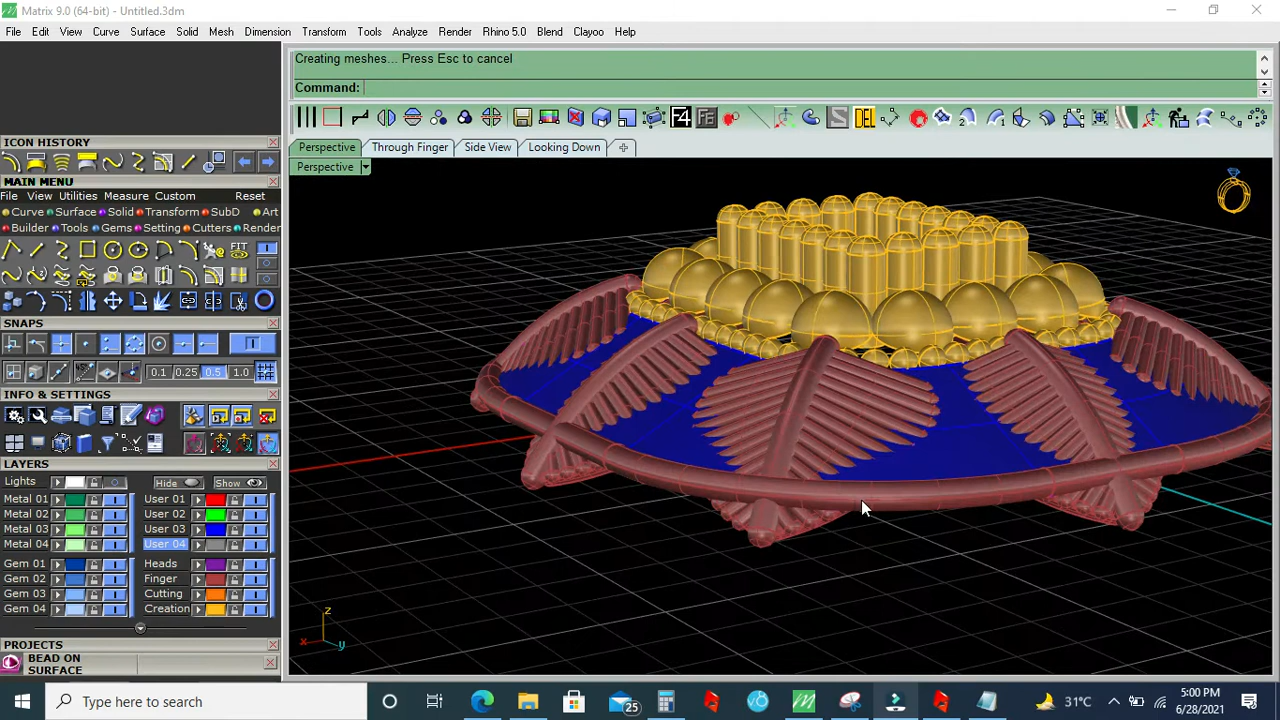 Matrix 9.0 (64-bit) - Untitled.3dm
File Edit View Curve Surface Solid Mesh Dimension Transform Tools Analyze Render Rhino 5.0 Blend Clayoo Help
Creating meshes... Press Esc to cancel
Command:
F4 DEL
Perspective Through Finger Side View Looking Down
Perspective
ICON HISTORY
MAIN MENU
File View Utilities Measure Custom Reset
Curve Surface Solid Transform SubD Art
Builder Tools Gems Setting Cutters Render
FIT
SNAPS
0.1 0.25 0.5 1.0
INFO & SETTINGS
LAYERS
Lights Hide Show
Metal 01 User 01
Metal 02 User 02
Metal 03 User 03
Metal 04 User 04
Gem 01 Heads
Gem 02 Finger
Gem 03 Cutting
Gem 04 Creation
PROJECTS
BEAD ON
SURFACE
z
x
y
Type here to search
25
31°C
5:00 PM
6/28/2021